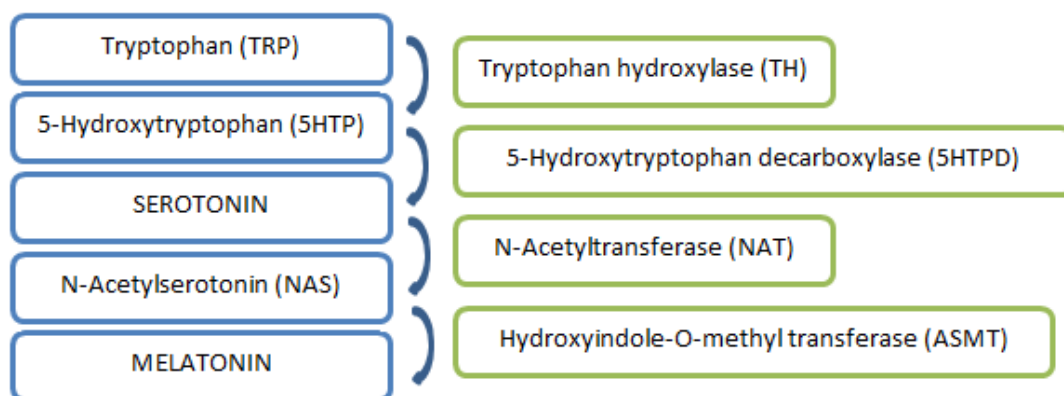 Tryptophan (TRP)
Tryptophan hydroxylase (TH)
5-Hydroxytryptophan (5HTP)
5-Hydroxytryptophan decarboxylase (5HTPD)
SEROTONIN
N-Acetyltransferase (NAT)
N-Acetylserotonin (NAS)
Hydroxyindole-O-methyl transferase (ASMT)
MELATONIN